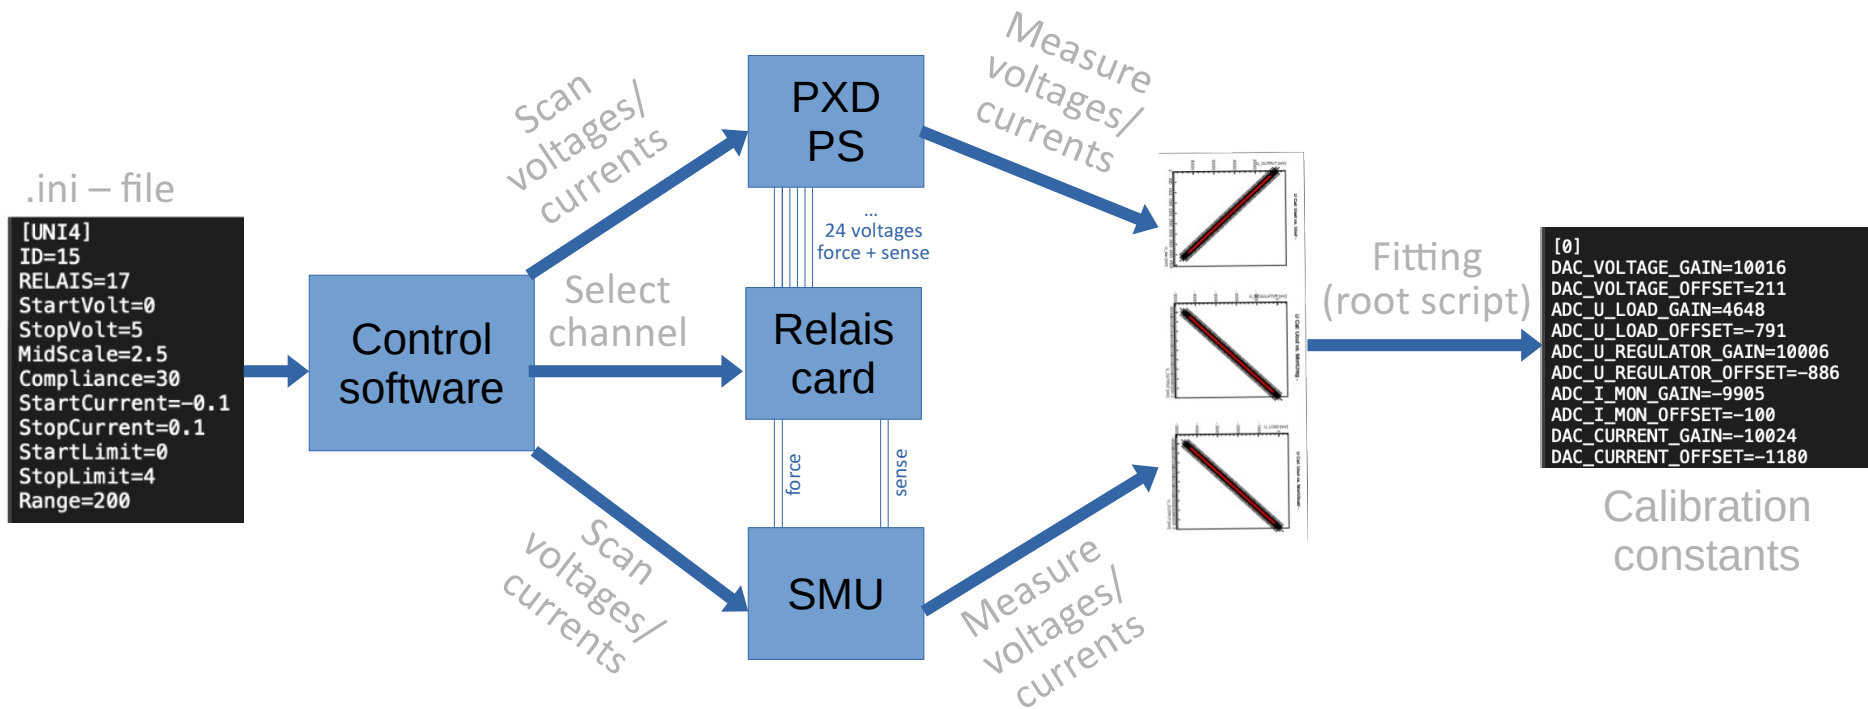 .ini – file
[UNI4]
ID=15
RELAIS=17
StartVolt=0
StopVolt=5
MidScale=2.5
Compliance=30
StartCurrent=-0.1
StopCurrent=0.1
StartLimit=0
StopLimit=4
Range=200
Control
software
Scan
voltages/
currents
Select
channel
Scan
voltages/
currents
PXD
PS
...
24 voltages
force + sense
Relais
card
force
sense
SMU
Measure
voltages/
currents
Measure
voltages/
currents
Fitting
(root script)
[0]
DAC_VOLTAGE_GAIN=10016
DAC_VOLTAGE_OFFSET=211
ADC_U_LOAD_GAIN=4648
ADC_U_LOAD_OFFSET=-791
ADC_U_REGULATOR_GAIN=10006
ADC_U_REGULATOR_OFFSET=-886
ADC_I_MON_GAIN=-9905
ADC_I_MON_OFFSET=-100
DAC_CURRENT_GAIN=-10024
DAC_CURRENT_OFFSET=-1180
Calibration
constants